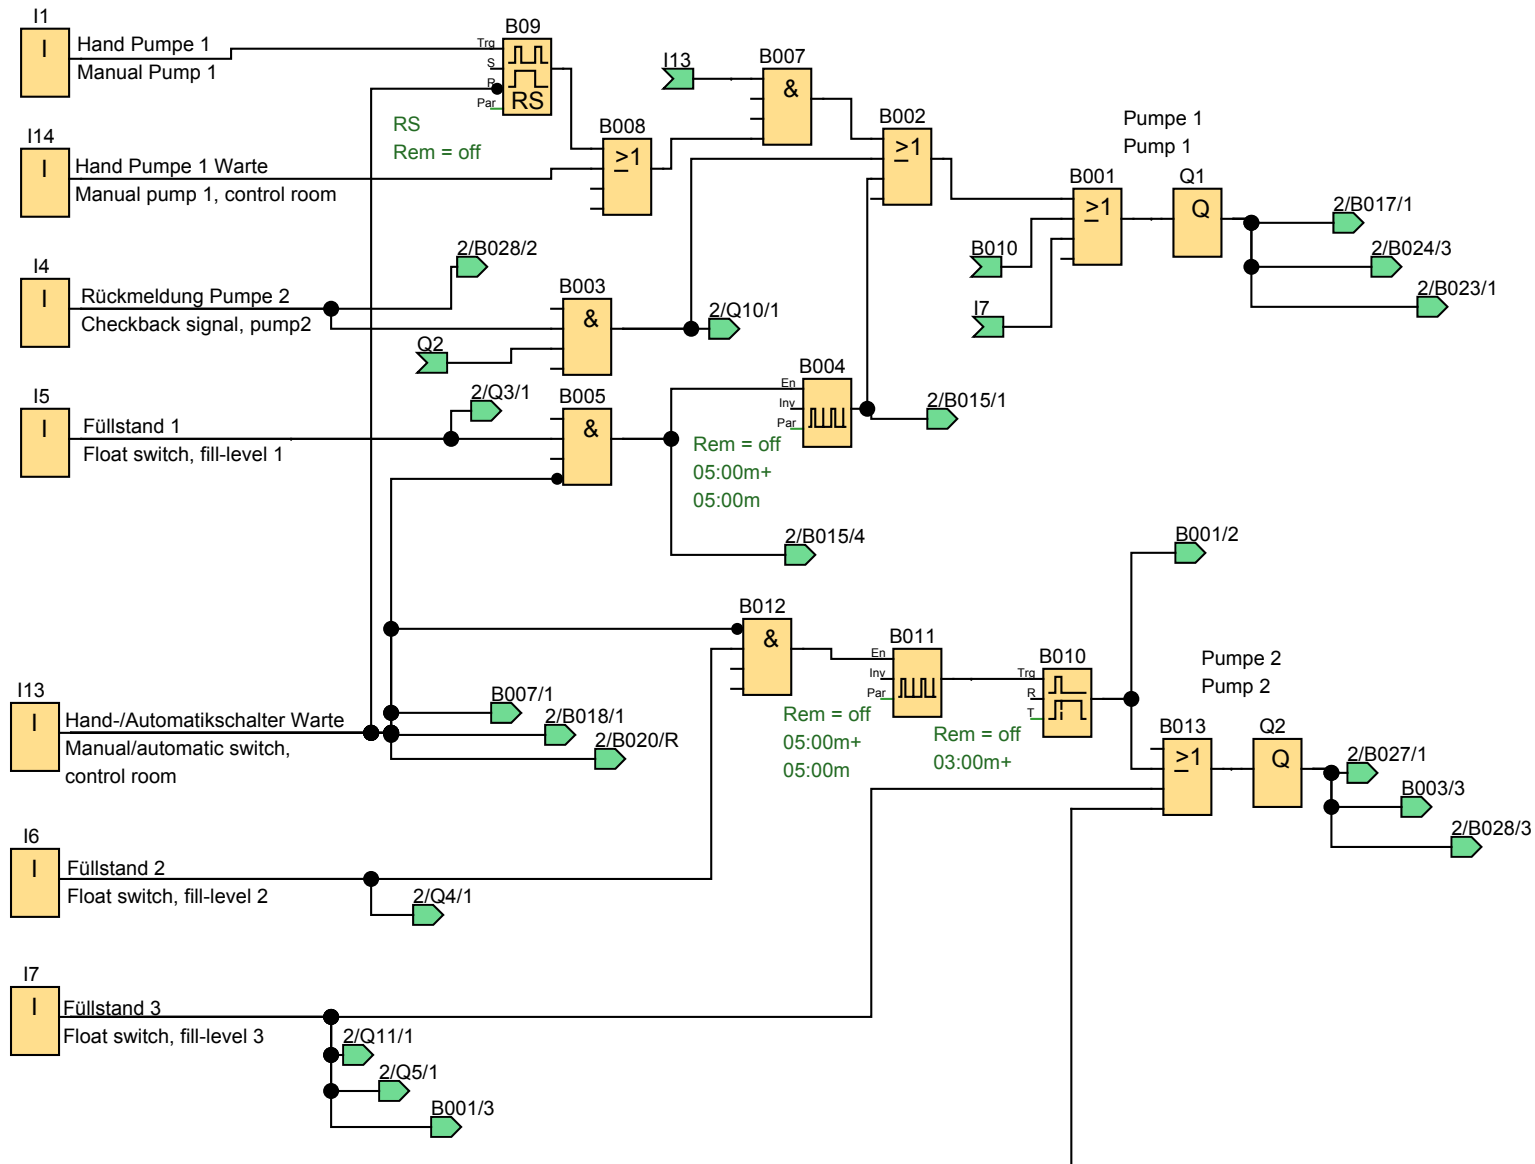 I1
I
Hand Pumpe 1
Manual Pump 1
B09
Trg
S
R
Par
RS
RS
Rem = off
I14
I
Hand Pumpe 1 Warte
Manual pump 1, control room
B008
≥1
I13
B007
&
B002
≥1
Pumpe 1
Pump 1
B001
≥1
Q1
Q
B010
I7
2/B017/1
2/B024/3
2/B023/1
I4
I
Rückmeldung Pumpe 2
Checkback signal, pump2
2/B028/2
B003
&
Q2
2/Q10/1
I5
I
Füllstand 1
Float switch, fill-level 1
2/Q3/1
B005
&
B004
En
Inv
Par
Rem = off
05:00m+
05:00m
2/B015/1
2/B015/4
B001/2
I13
I
Hand-/Automatikschalter Warte
Manual/automatic switch,
control room
B007/1
2/B018/1
2/B020/R
B012
&
B011
En
Inv
Par
Rem = off
05:00m+
05:00m
B010
Trg
R
T
Rem = off
03:00m+
Pumpe 2
Pump 2
B013
≥1
Q2
Q
2/B027/1
B003/3
2/B028/3
I6
I
Füllstand 2
Float switch, fill-level 2
2/Q4/1
I7
I
Füllstand 3
Float switch, fill-level 3
2/Q11/1
2/Q5/1
B001/3